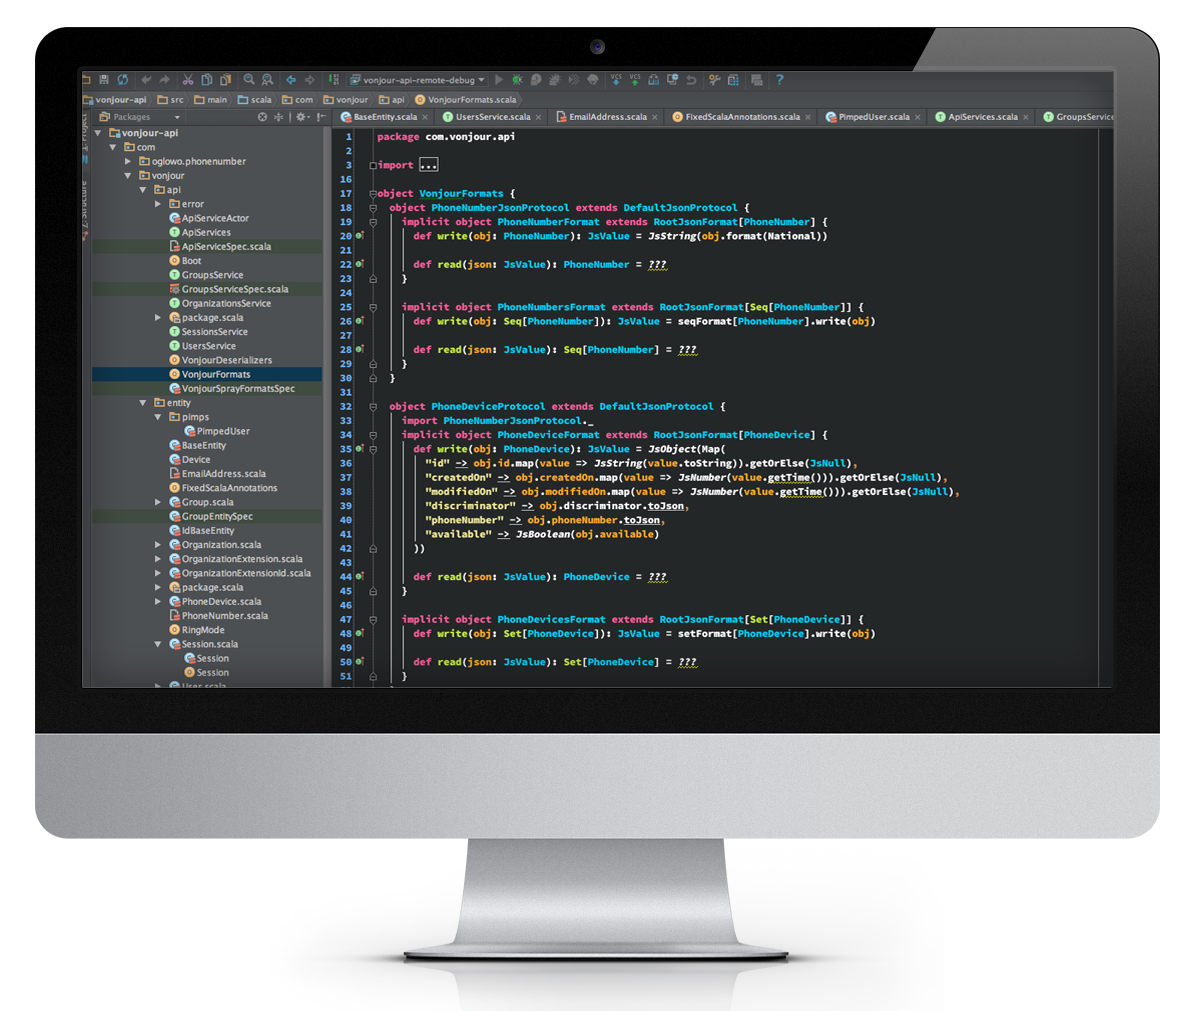 vonjour-api-remote-debug
VCS VCS
vonjour-api src main scala com vonjour api VonjourFormats.scala
Packages
BaseEntity.scala UsersService.scala EmailAddress.scala FixedScalaAnnotations.scala PimpedUser.scala ApiServices.scala GroupsService
vonjour-api
com
oglowo.phonenumber
vonjour
api
error
ApiServiceActor
ApiServices
ApiServiceSpec.scala
Boot
GroupsService
GroupsServiceSpec.scala
OrganizationsService
package.scala
SessionsService
UsersService
VonjourDeserializers
VonjourFormats
VonjourSprayFormatsSpec
entity
pimps
PimpedUser
BaseEntity
Device
EmailAddress.scala
FixedScalaAnnotations
Group.scala
GroupEntitySpec
IdBaseEntity
Organization.scala
OrganizationExtension.scala
OrganizationExtensionId.scala
package.scala
PhoneDevice.scala
PhoneNumber.scala
RingMode
Session.scala
Session
Session
User.scala
1 package com.vonjour.api
2
3 import ...
16
17 object VonjourFormats {
18 object PhoneNumberJsonProtocol extends DefaultJsonProtocol {
19 implicit object PhoneNumberFormat extends RootJsonFormat[PhoneNumber] {
20 def write(obj: PhoneNumber): JsValue = JsString(obj.format(National))
21
22 def read(json: JsValue): PhoneNumber = ???
23 }
24
25 implicit object PhoneNumbersFormat extends RootJsonFormat[Seq[PhoneNumber]] {
26 def write(obj: Seq[PhoneNumber]): JsValue = seqFormat[PhoneNumber].write(obj)
27
28 def read(json: JsValue): Seq[PhoneNumber] = ???
29 }
30 }
31
32 object PhoneDeviceProtocol extends DefaultJsonProtocol {
33 import PhoneNumberJsonProtocol._
34 implicit object PhoneDeviceFormat extends RootJsonFormat[PhoneDevice] {
35 def write(obj: PhoneDevice): JsValue = JsObject(Map(
36 "id" -> obj.id.map(value => JsString(value.toString)).getOrElse(JsNull),
37 "createdOn" -> obj.createdOn.map(value => JsNumber(value.getTime())).getOrElse(JsNull),
38 "modifiedOn" -> obj.modifiedOn.map(value => JsNumber(value.getTime())).getOrElse(JsNull),
39 "discriminator" -> obj.discriminator.toJson,
40 "phoneNumber" -> obj.phoneNumber.toJson,
41 "available" -> JsBoolean(obj.available)
42 ))
43
44 def read(json: JsValue): PhoneDevice = ???
45 }
46
47 implicit object PhoneDevicesFormat extends RootJsonFormat[Set[PhoneDevice]] {
48 def write(obj: Set[PhoneDevice]): JsValue = setFormat[PhoneDevice].write(obj)
49
50 def read(json: JsValue): Set[PhoneDevice] = ???
51 }